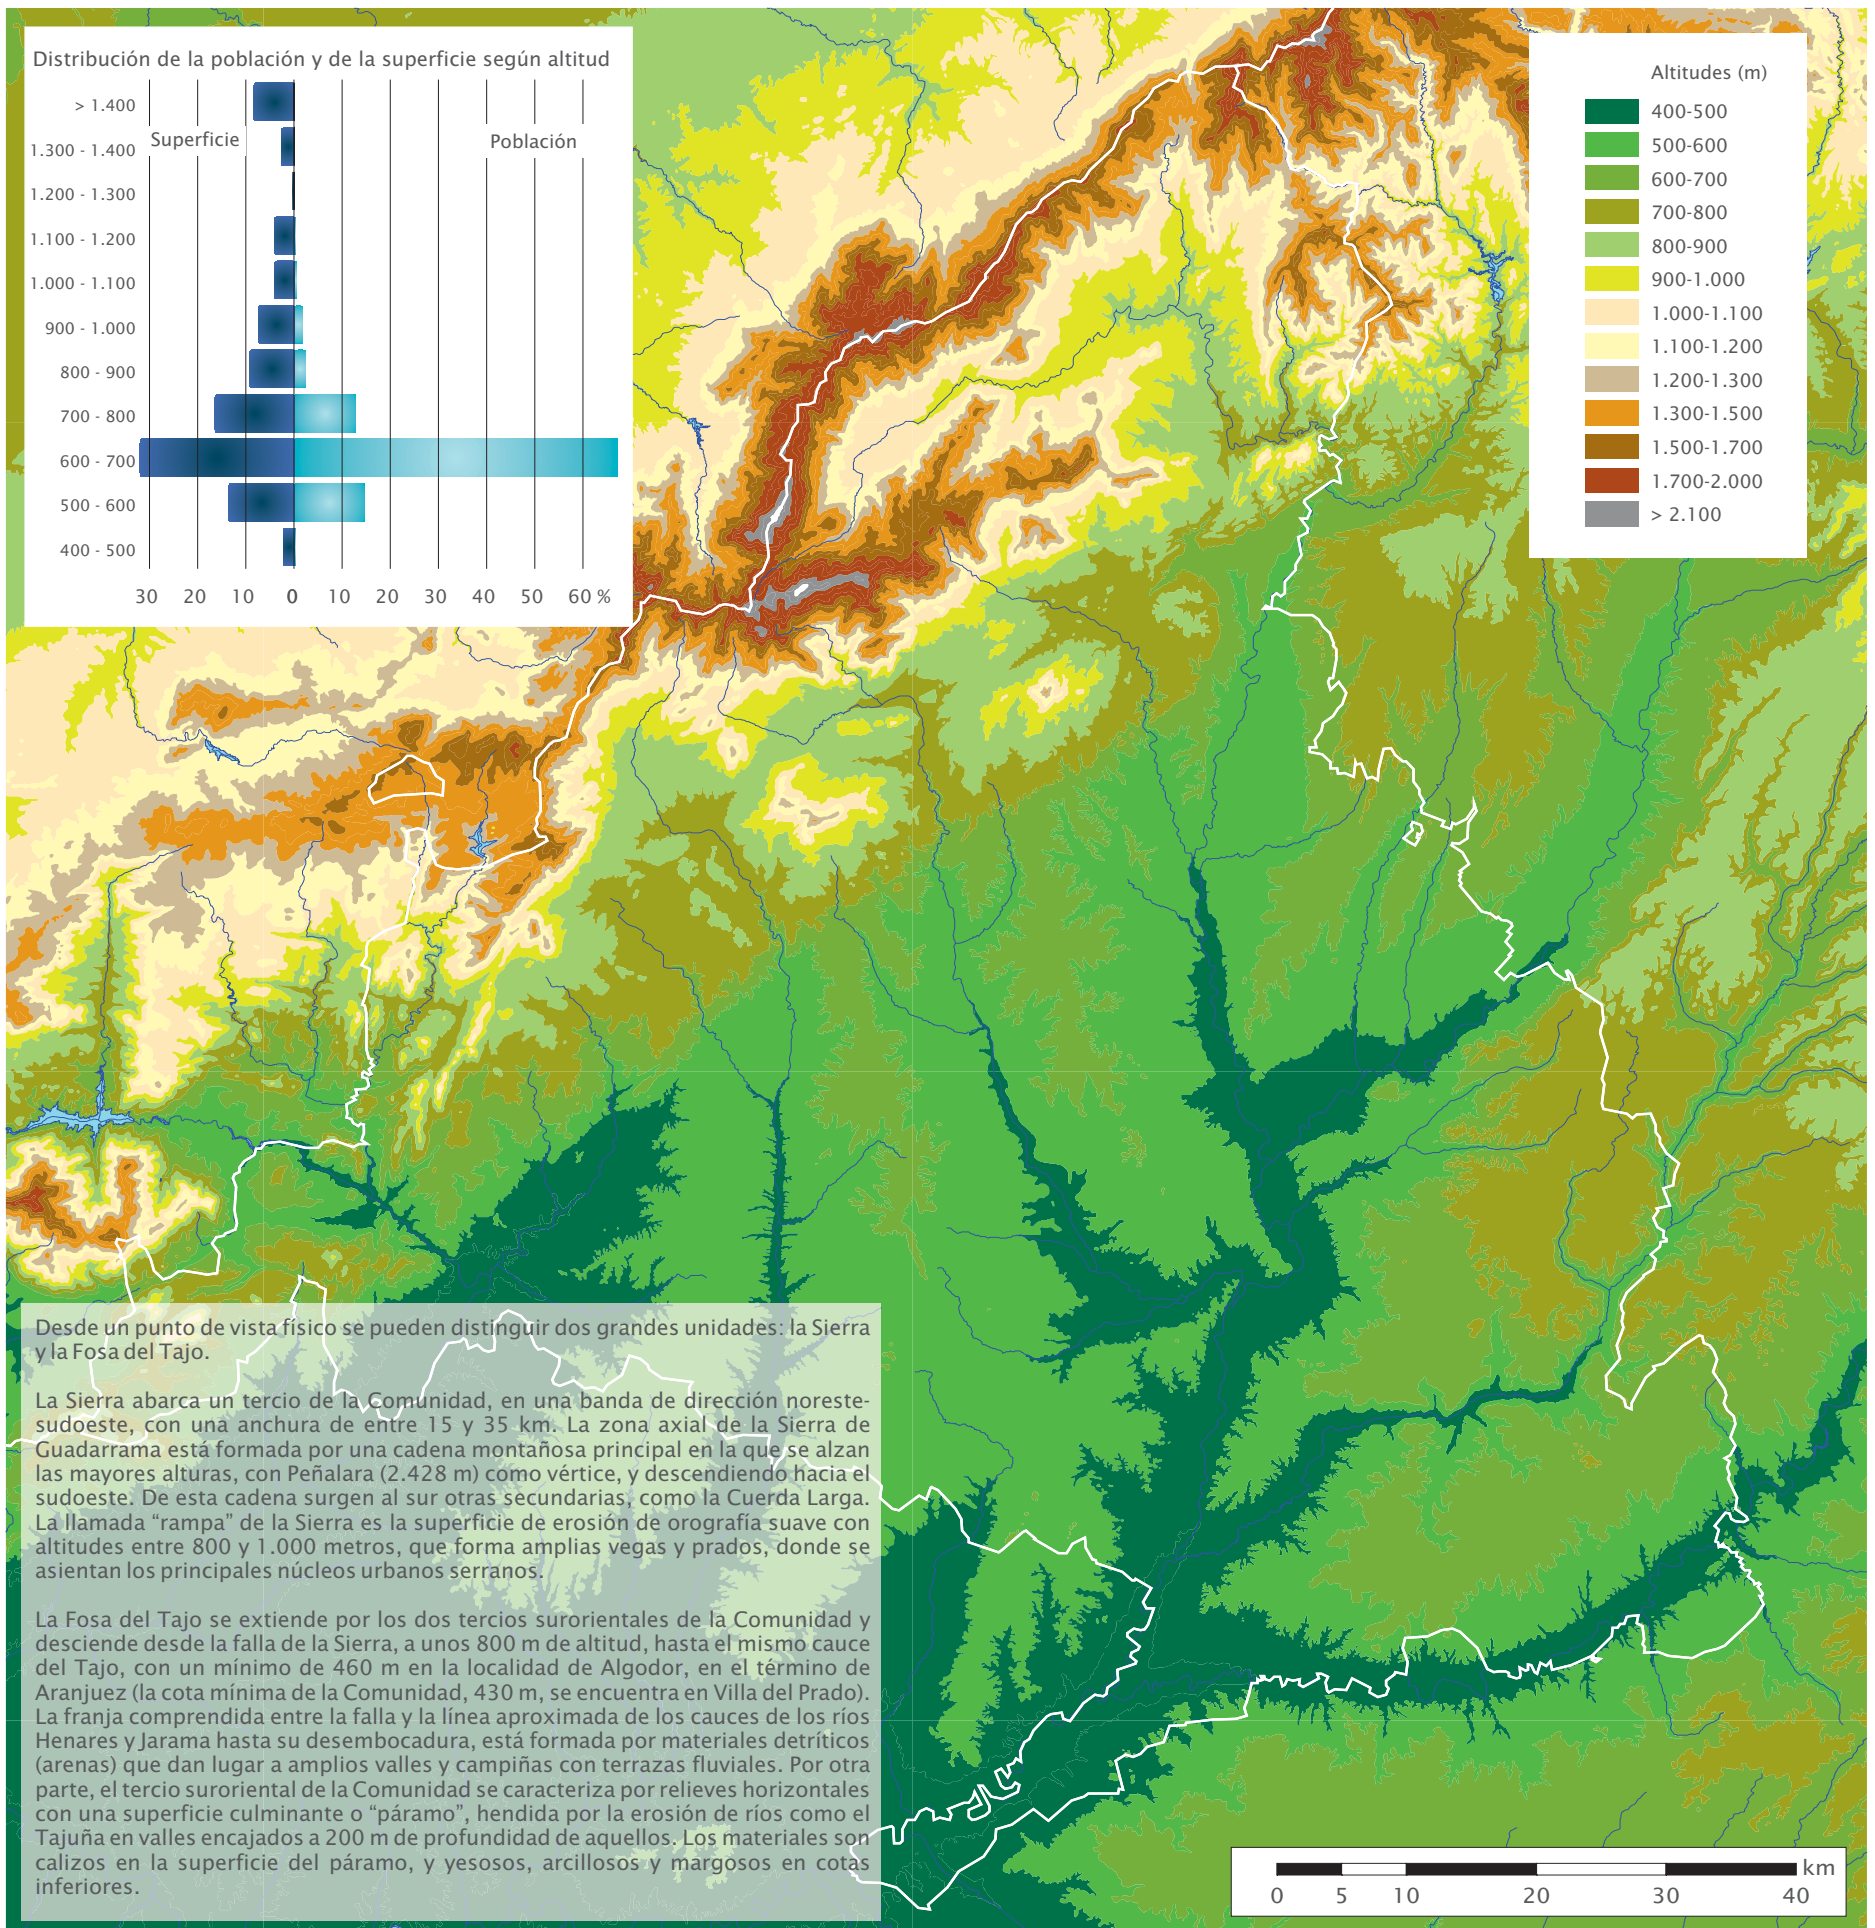 Distribución de la población y de la superficie según altitud
> 1.400
Superficie
Población
1.300 - 1.400
1.200 - 1.300
1.100 - 1.200
1.000 - 1.100
900 - 1.000
800 - 900
700 - 800
600 - 700
500 - 600
400 - 500
30 20 10 0 10 20 30 40 50 60 %
Altitudes (m)
400-500
500-600
600-700
700-800
800-900
900-1.000
1.000-1.100
1.100-1.200
1.200-1.300
1.300-1.500
1.500-1.700
1.700-2.000
> 2.100
Desde un punto de vista físico se pueden distinguir dos grandes unidades: la Sierra
y la Fosa del Tajo.
La Sierra abarca un tercio de la Comunidad, en una banda de dirección noreste-
sudoeste, con una anchura de entre 15 y 35 km. La zona axial de la Sierra de
Guadarrama está formada por una cadena montañosa principal en la que se alzan
las mayores alturas, con Peñalara (2.428 m) como vértice, y descendiendo hacia el
sudoeste. De esta cadena surgen al sur otras secundarias, como la Cuerda Larga.
La llamada “rampa” de la Sierra es la superficie de erosión de orografía suave con
altitudes entre 800 y 1.000 metros, que forma amplias vegas y prados, donde se
asientan los principales núcleos urbanos serranos.
La Fosa del Tajo se extiende por los dos tercios surorientales de la Comunidad y
desciende desde la falla de la Sierra, a unos 800 m de altitud, hasta el mismo cauce
del Tajo, con un mínimo de 460 m en la localidad de Algodor, en el término de
Aranjuez (la cota mínima de la Comunidad, 430 m, se encuentra en Villa del Prado).
La franja comprendida entre la falla y la línea aproximada de los cauces de los ríos
Henares y Jarama hasta su desembocadura, está formada por materiales detríticos
(arenas) que dan lugar a amplios valles y campiñas con terrazas fluviales. Por otra
parte, el tercio suroriental de la Comunidad se caracteriza por relieves horizontales
con una superficie culminante o “páramo”, hendida por la erosión de ríos como el
Tajuña en valles encajados a 200 m de profundidad de aquellos. Los materiales son
calizos en la superficie del páramo, y yesosos, arcillosos y margosos en cotas
inferiores.
km
0 5 10 20 30 40